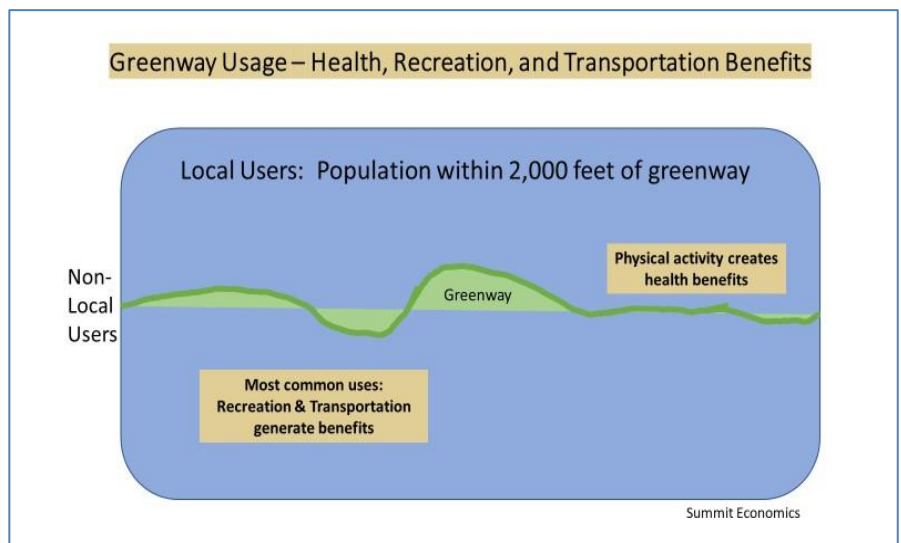 Greenway Usage – Health, Recreation, and Transportation Benefits
Local Users:  Population within 2,000 feet of greenway
Non-
Local
Users
Physical activity creates
health benefits
Greenway
Most common uses:
Recreation & Transportation
generate benefits
Summit Economics